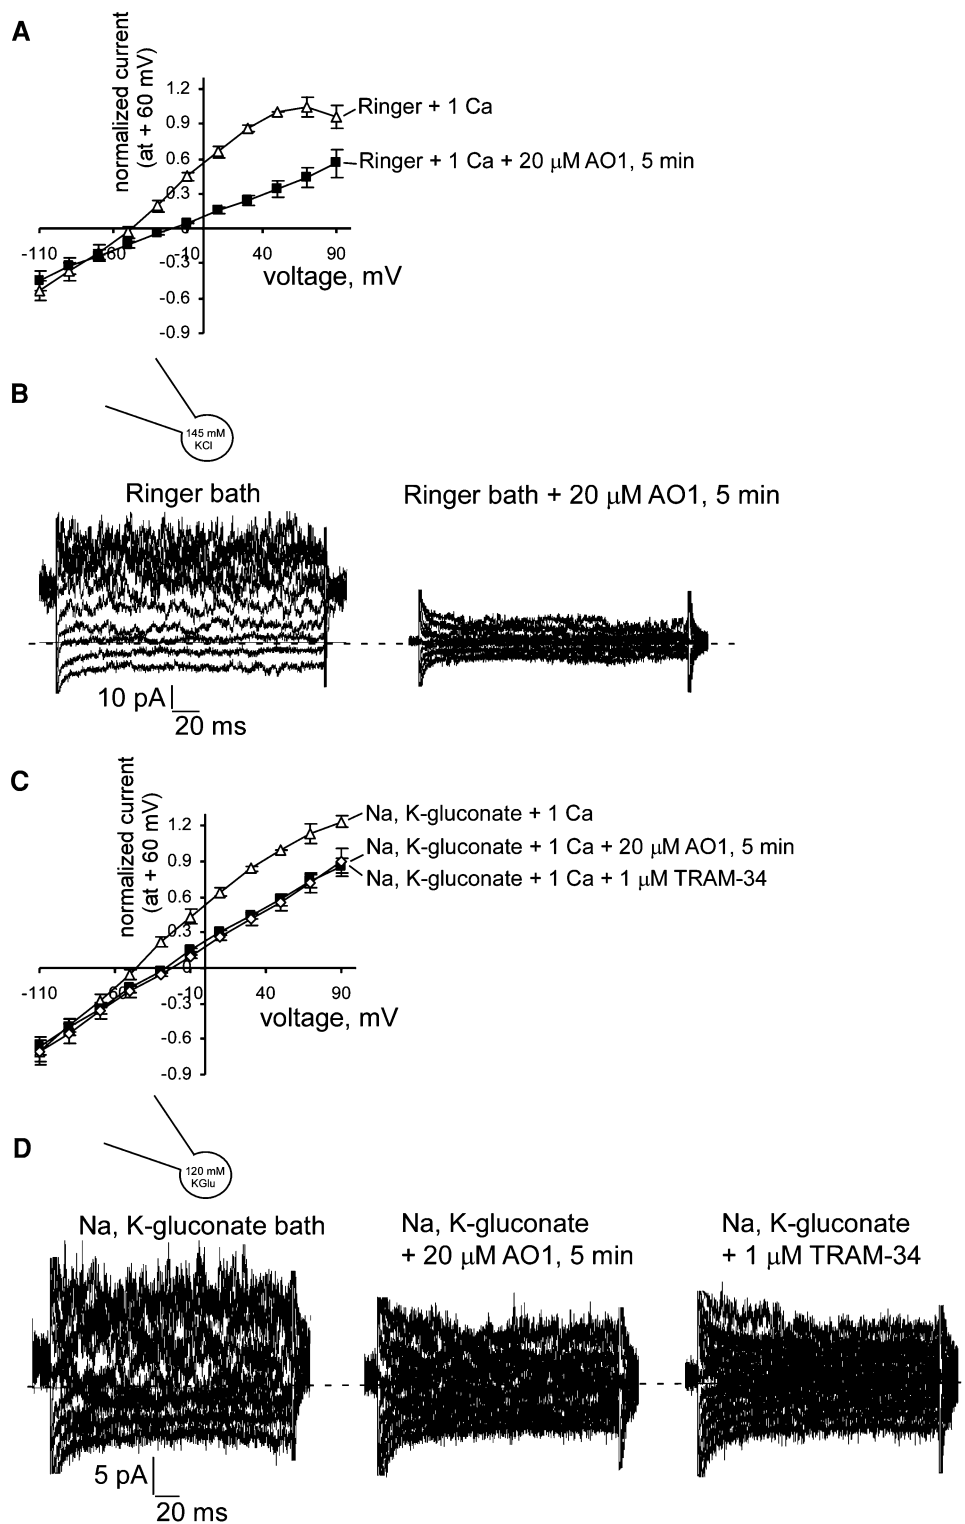 A
normalized current
(at + 60 mV)
1.2
0.9
0.6
0.3
0
-0.3
-0.6
-0.9
-110
-60
-10
40
90
voltage, mV
Ringer + 1 Ca
Ringer + 1 Ca + 20 µM AO1, 5 min
B
145 mM
KCl
Ringer bath
Ringer bath + 20 µM AO1, 5 min
10 pA
20 ms
C
normalized current
(at + 60 mV)
1.2
0.9
0.6
0.3
0
-0.3
-0.6
-0.9
-110
-60
-10
40
90
voltage, mV
Na, K-gluconate + 1 Ca
Na, K-gluconate + 1 Ca + 20 µM AO1, 5 min
Na, K-gluconate + 1 Ca + 1 µM TRAM-34
D
120 mM
KGlu
Na, K-gluconate bath
Na, K-gluconate
+ 20 µM AO1, 5 min
Na, K-gluconate
+ 1 µM TRAM-34
5 pA
20 ms